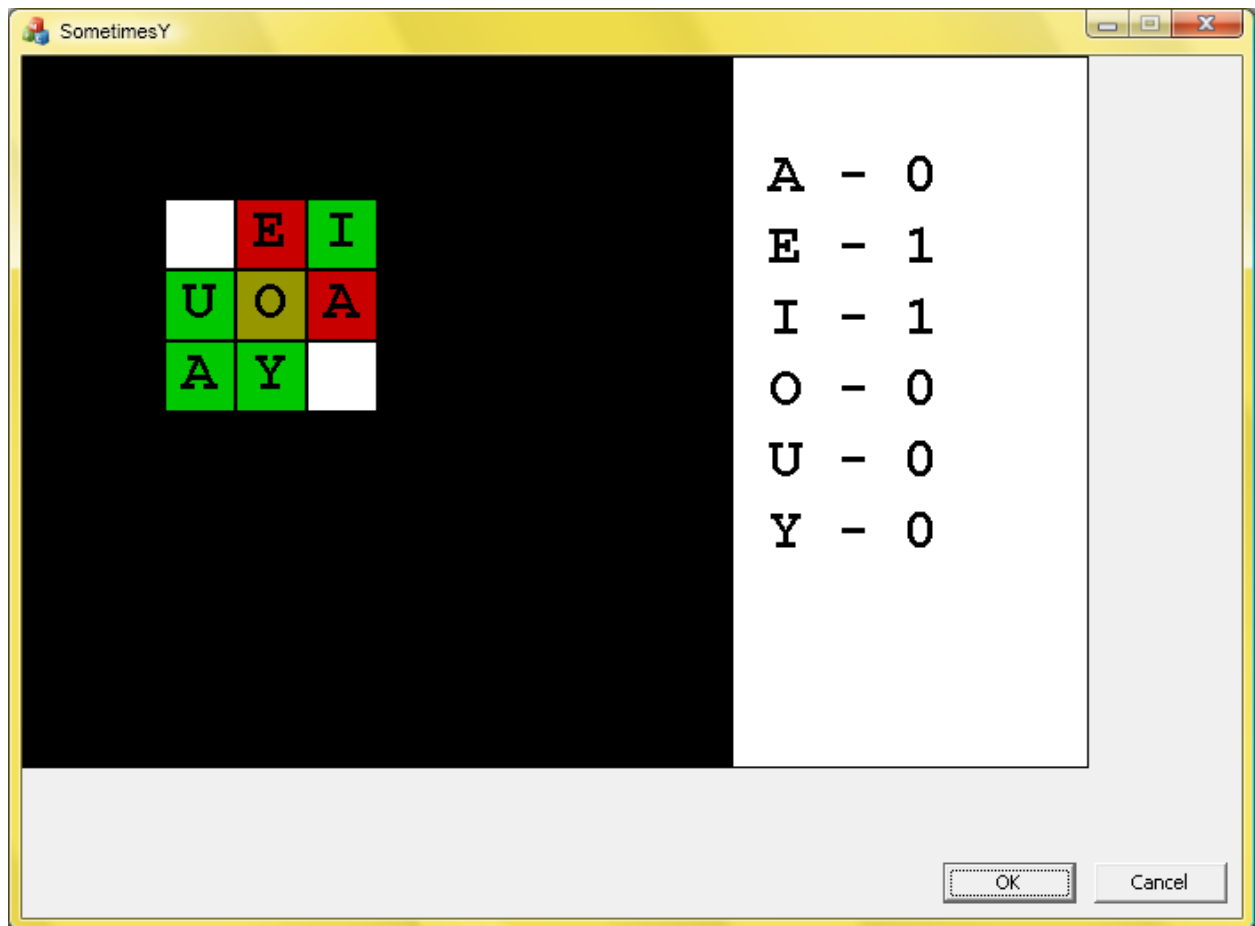 SometimesY
E I
U O A
A Y
A - 0
E - 1
I - 1
O - 0
U - 0
Y - 0
OK Cancel